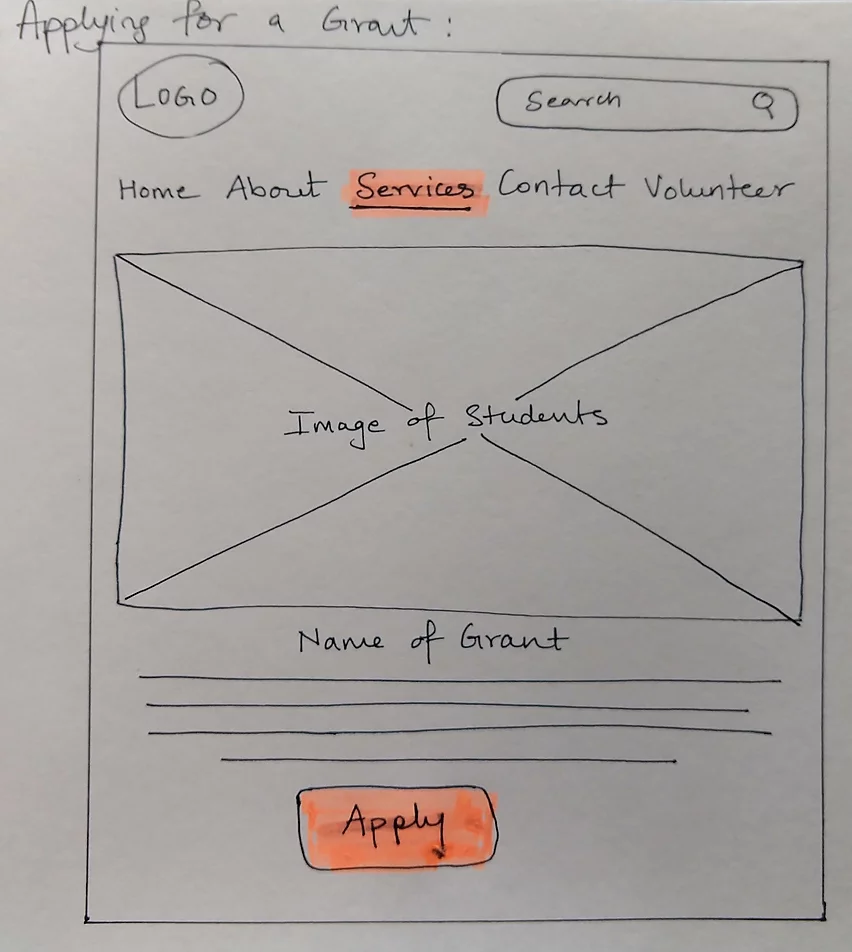 Applying for a Grant :
LOGO
Search
Home About Services Contact Volunteer
Image of Students
Name of Grant
Apply